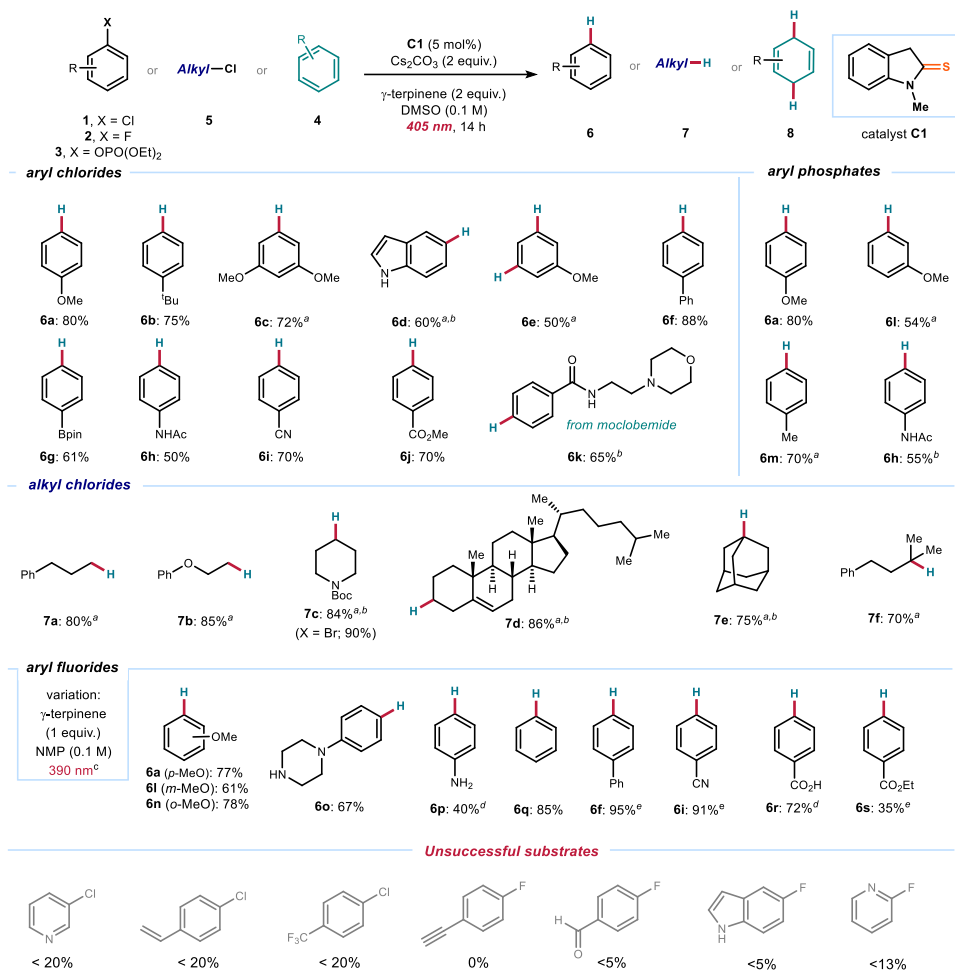 X
R
1, X = Cl
2, X = F
3, X = OPO(OEt)2
or
Alkyl—Cl
5
or
R
4
C1 (5 mol%)
Cs2CO3 (2 equiv.)
γ-terpinene (2 equiv.)
DMSO (0.1 M)
405 nm, 14 h
H
R
6
or
Alkyl—H
7
or
H
R
H
8
S
N
Me
catalyst C1
aryl chlorides
aryl phosphates
H
OMe
6a: 80%
H
tBu
6b: 75%
H
MeO
OMe
6c: 72%a
H
N
H
6d: 60%a,b
H
H
OMe
6e: 50%a
H
Ph
6f: 88%
H
OMe
6a: 80%
H
OMe
6l: 54%a
H
Bpin
6g: 61%
H
NHAc
6h: 50%
H
CN
6i: 70%
H
CO2Me
6j: 70%
O
N
H
N
O
H
from moclobemide
6k: 65%b
H
Me
6m: 70%a
H
NHAc
6h: 55%b
alkyl chlorides
Ph
H
7a: 80%a
Ph
O
H
7b: 85%a
H
N
Boc
7c: 84%a,b
(X = Br; 90%)
Me
Me
Me
Me
Me
H
H
H
H
7d: 86%a,b
H
7e: 75%a,b
Me
Me
Ph
H
7f: 70%a
aryl fluorides
variation:
γ-terpinene
(1 equiv.)
NMP (0.1 M)
390 nmc
H
OMe
6a (p-MeO): 77%
6l (m-MeO): 61%
6n (o-MeO): 78%
H
N
HN
6o: 67%
H
NH2
6p: 40%d
H
6q: 85%
H
Ph
6f: 95%e
H
CN
6i: 91%e
H
CO2H
6r: 72%d
H
CO2Et
6s: 35%e
Unsuccessful substrates
Cl
N
< 20%
Cl
< 20%
Cl
F3C
< 20%
F
0%
F
H
O
<5%
F
N
H
<5%
N
F
<13%